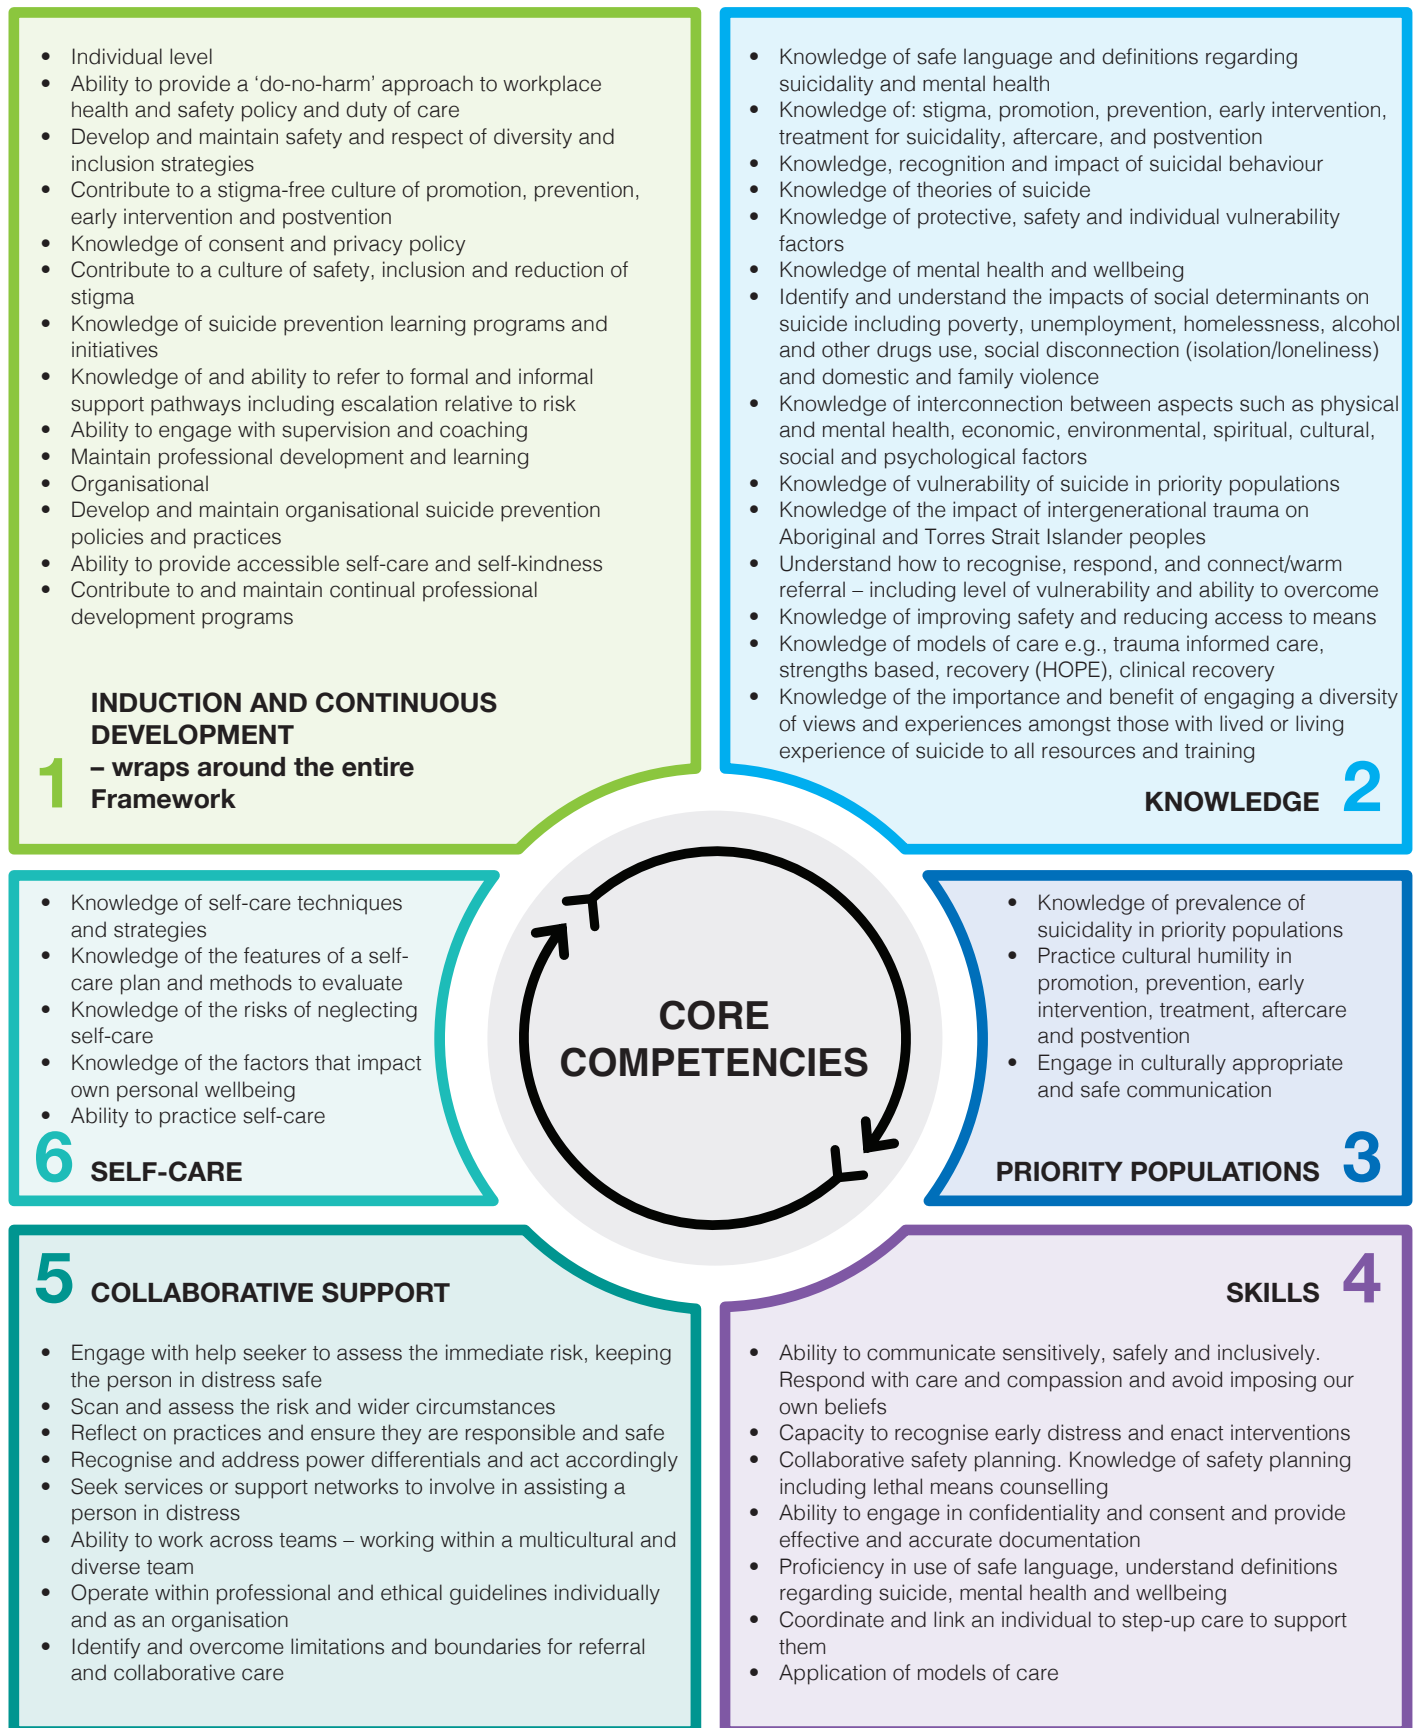 • Individual level
• Ability to provide a ‘do-no-harm’ approach to workplace
health and safety policy and duty of care
• Develop and maintain safety and respect of diversity and
inclusion strategies
• Contribute to a stigma-free culture of promotion, prevention,
early intervention and postvention
• Knowledge of consent and privacy policy
• Contribute to a culture of safety, inclusion and reduction of
stigma
• Knowledge of suicide prevention learning programs and
initiatives
• Knowledge of and ability to refer to formal and informal
support pathways including escalation relative to risk
• Ability to engage with supervision and coaching
• Maintain professional development and learning
• Organisational
• Develop and maintain organisational suicide prevention
policies and practices
• Ability to provide accessible self-care and self-kindness
• Contribute to and maintain continual professional
development programs
1
INDUCTION AND CONTINUOUS
DEVELOPMENT
– wraps around the entire
Framework
• Knowledge of safe language and definitions regarding
suicidality and mental health
• Knowledge of: stigma, promotion, prevention, early intervention,
treatment for suicidality, aftercare, and postvention
• Knowledge, recognition and impact of suicidal behaviour
• Knowledge of theories of suicide
• Knowledge of protective, safety and individual vulnerability
factors
• Knowledge of mental health and wellbeing
• Identify and understand the impacts of social determinants on
suicide including poverty, unemployment, homelessness, alcohol
and other drugs use, social disconnection (isolation/loneliness)
and domestic and family violence
• Knowledge of interconnection between aspects such as physical
and mental health, economic, environmental, spiritual, cultural,
social and psychological factors
• Knowledge of vulnerability of suicide in priority populations
• Knowledge of the impact of intergenerational trauma on
Aboriginal and Torres Strait Islander peoples
• Understand how to recognise, respond, and connect/warm
referral – including level of vulnerability and ability to overcome
• Knowledge of improving safety and reducing access to means
• Knowledge of models of care e.g., trauma informed care,
strengths based, recovery (HOPE), clinical recovery
• Knowledge of the importance and benefit of engaging a diversity
of views and experiences amongst those with lived or living
experience of suicide to all resources and training
KNOWLEDGE 2
• Knowledge of self-care techniques
and strategies
• Knowledge of the features of a self-
care plan and methods to evaluate
• Knowledge of the risks of neglecting
self-care
• Knowledge of the factors that impact
own personal wellbeing
• Ability to practice self-care
6 SELF-CARE
CORE
COMPETENCIES
• Knowledge of prevalence of
suicidality in priority populations
• Practice cultural humility in
promotion, prevention, early
intervention, treatment, aftercare
and postvention
• Engage in culturally appropriate
and safe communication
PRIORITY POPULATIONS 3
5 COLLABORATIVE SUPPORT
• Engage with help seeker to assess the immediate risk, keeping
the person in distress safe
• Scan and assess the risk and wider circumstances
• Reflect on practices and ensure they are responsible and safe
• Recognise and address power differentials and act accordingly
• Seek services or support networks to involve in assisting a
person in distress
• Ability to work across teams – working within a multicultural and
diverse team
• Operate within professional and ethical guidelines individually
and as an organisation
• Identify and overcome limitations and boundaries for referral
and collaborative care
SKILLS 4
• Ability to communicate sensitively, safely and inclusively.
Respond with care and compassion and avoid imposing our
own beliefs
• Capacity to recognise early distress and enact interventions
• Collaborative safety planning. Knowledge of safety planning
including lethal means counselling
• Ability to engage in confidentiality and consent and provide
effective and accurate documentation
• Proficiency in use of safe language, understand definitions
regarding suicide, mental health and wellbeing
• Coordinate and link an individual to step-up care to support
them
• Application of models of care